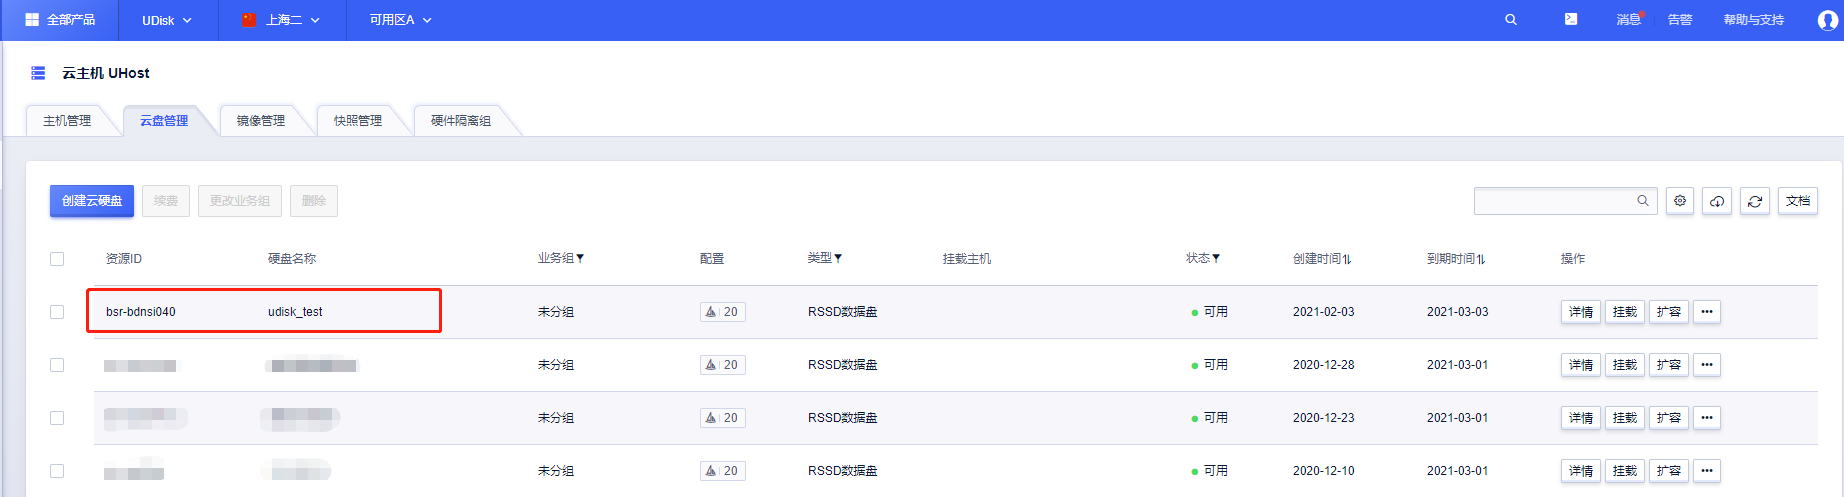 全部产品 UDisk 上海二 可用区A 消息 告警 帮助与支持
云主机 UHost
主机管理 云盘管理 镜像管理 快照管理 硬件隔离组
创建云硬盘 续费 更改业务组 删除 文档
资源ID 硬盘名称 业务组 配置 类型 挂载主机 状态 创建时间 到期时间 操作
bsr-bdnsi040 udisk_test 未分组 20 RSSD数据盘 可用 2021-02-03 2021-03-03 详情 挂载 扩容 •••
未分组 20 RSSD数据盘 可用 2020-12-28 2021-03-01 详情 挂载 扩容 •••
未分组 20 RSSD数据盘 可用 2020-12-23 2021-03-01 详情 挂载 扩容 •••
未分组 20 RSSD数据盘 可用 2020-12-10 2021-03-01 详情 挂载 扩容 •••